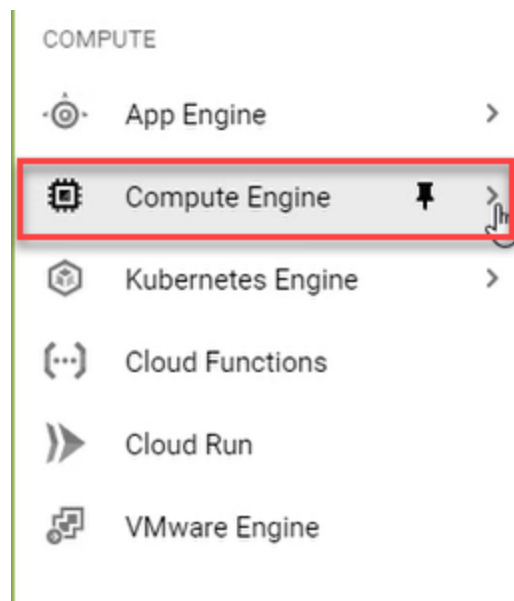 COMPUTE
App Engine
Compute Engine
Kubernetes Engine
Cloud Functions
Cloud Run
VMware Engine